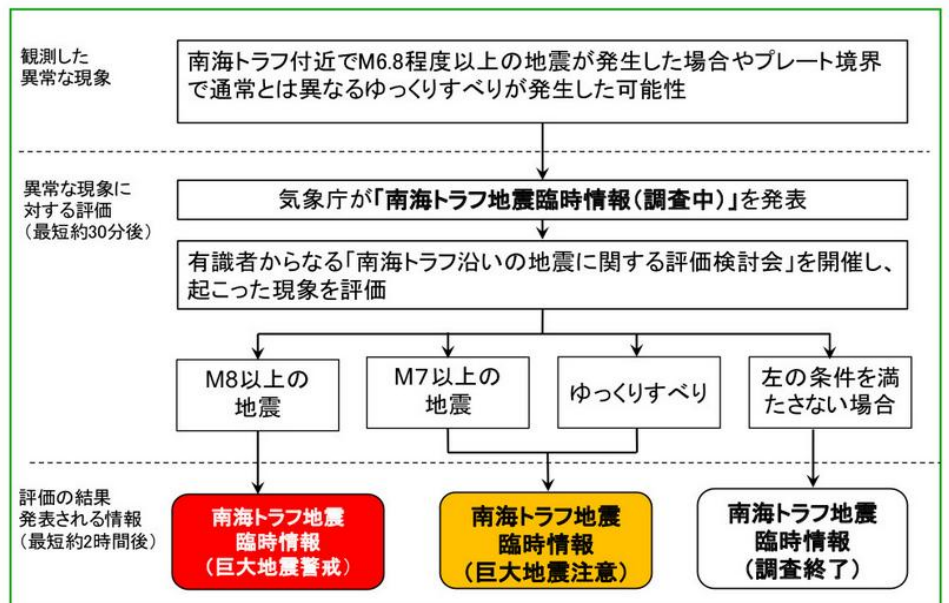 観測した
異常な現象
南海トラフ付近でM6.8程度以上の地震が発生した場合やプレート境界
で通常とは異なるゆっくりすべりが発生した可能性
異常な現象に
対する評価
(最短約30分後)
気象庁が「南海トラフ地震臨時情報(調査中)」を発表
有識者からなる「南海トラフ沿いの地震に関する評価検討会」を開催し、
起こった現象を評価
M8以上の
地震
M7以上の
地震
ゆっくりすべり
左の条件を満
たさない場合
評価の結果
発表される情報
(最短約2時間後)
南海トラフ地震
臨時情報
(巨大地震警戒)
南海トラフ地震
臨時情報
(巨大地震注意)
南海トラフ地震
臨時情報
(調査終了)